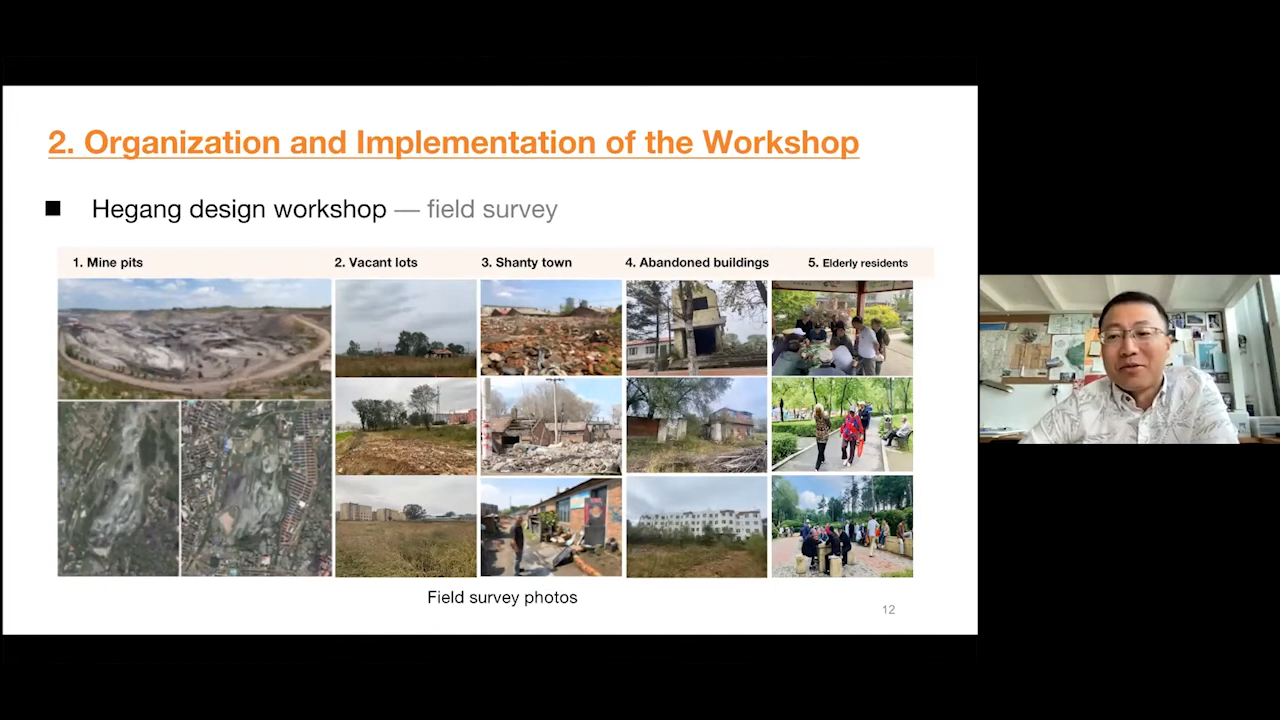 2. Organization and Implementation of the Workshop
Hegang design workshop — field survey
1. Mine pits 2. Vacant lots 3. Shanty town 4. Abandoned buildings 5. Elderly residents
Field survey photos
12